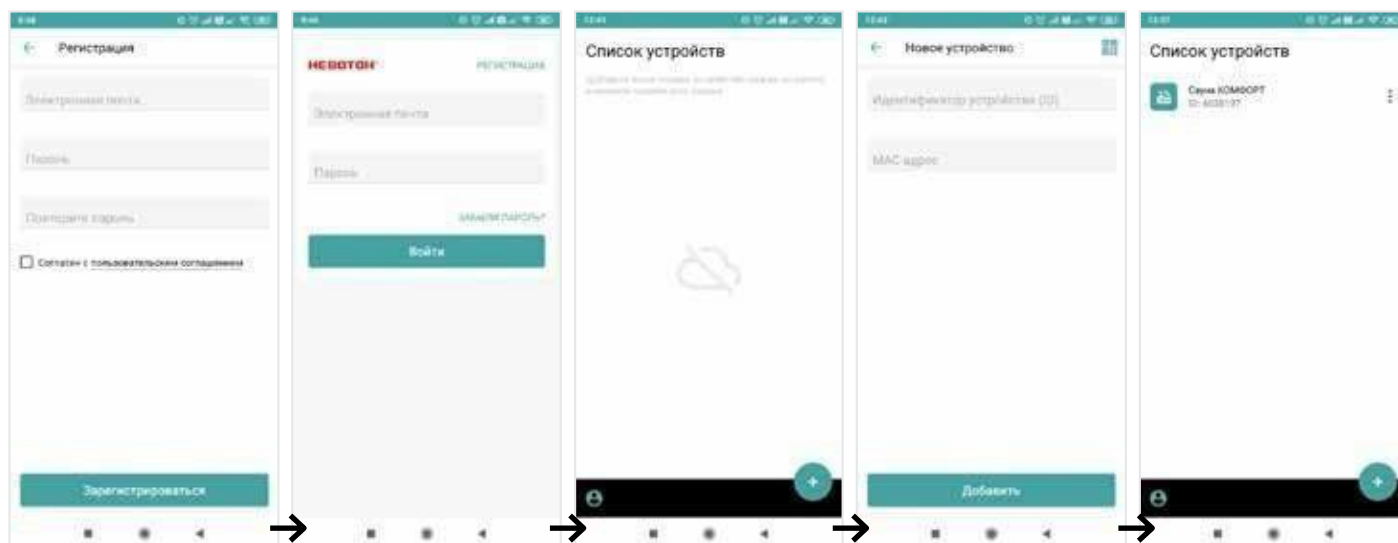 Регистрация
Электронная почта
Пароль
Повторите пароль
Согласен с пользовательским соглашением
Зарегистрироваться
НЕВОТОН
РЕГИСТРАЦИЯ
Электронная почта
Пароль
ЗАБЫЛИ ПАРОЛЬ?
Войти
Список устройств
Новое устройство
Идентификатор устройства (ID)
MAC адрес
Добавить
Список устройств
Сауна КОМФОРТ